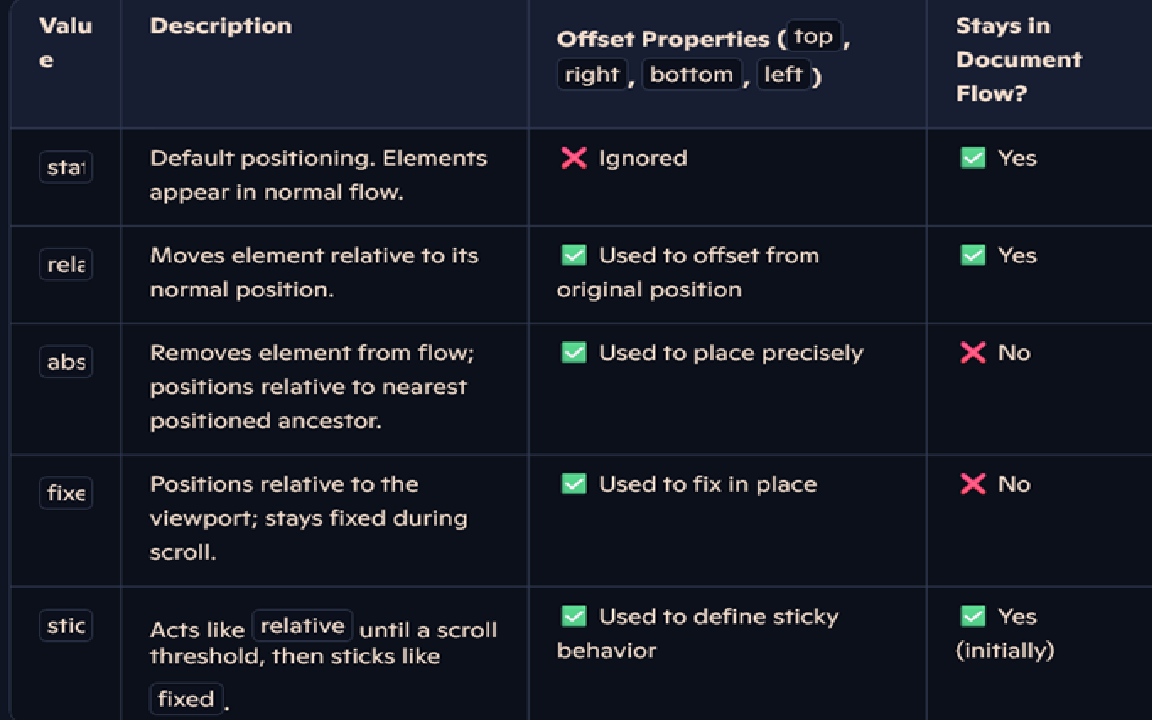 Valu
e
Description
Offset Properties ( top ,
right , bottom , left )
Stays in
Document
Flow?
stat
Default positioning. Elements
appear in normal flow.
❌ Ignored
✅ Yes
rela
Moves element relative to its
normal position.
✅ Used to offset from
original position
✅ Yes
abs
Removes element from flow;
positions relative to nearest
positioned ancestor.
✅ Used to place precisely
❌ No
fixe
Positions relative to the
viewport; stays fixed during
scroll.
✅ Used to fix in place
❌ No
stic
Acts like relative until a scroll
threshold, then sticks like
fixed .
✅ Used to define sticky
behavior
✅ Yes
(initially)